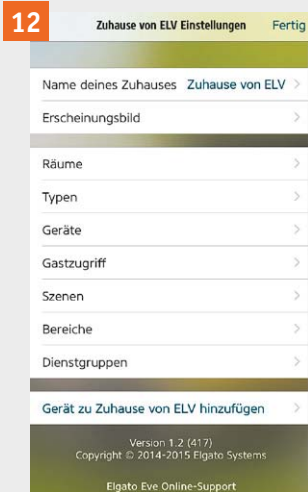 12
Zuhause von ELV Einstellungen Fertig
Name deines Zuhauses Zuhause von ELV
Erscheinungsbild
Räume
Typen
Geräte
Gastzugriff
Szenen
Bereiche
Dienstgruppen
Gerät zu Zuhause von ELV hinzufügen
Version 1.2 (417)
Copyright © 2014-2015 Elgato Systems
Elgato Eve Online-Support